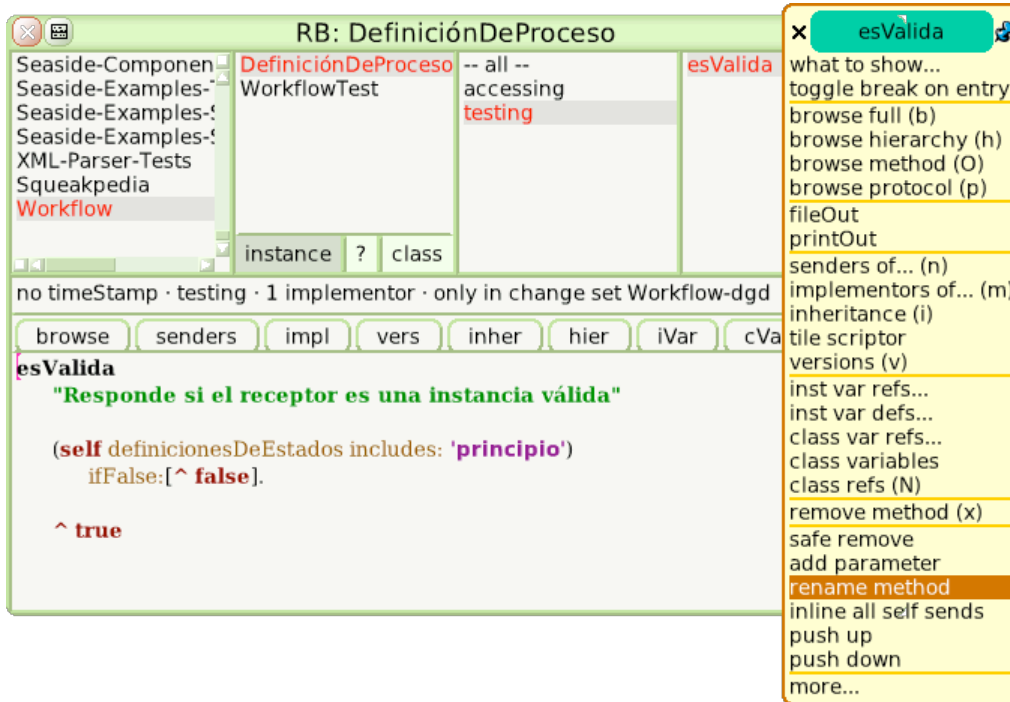 RB: DefiniciónDeProceso
Seaside-Componen
Seaside-Examples-
Seaside-Examples-
Seaside-Examples-
XML-Parser-Tests
Squeakpedia
Workflow
DefiniciónDeProceso
WorkflowTest
instance ? class
-- all --
accessing
testing
esValida
no timeStamp · testing · 1 implementor · only in change set Workflow-dgd
browse senders impl vers inher hier iVar cVa
esValida
"Responde si el receptor es una instancia válida"
(self definicionesDeEstados includes: 'principio')
ifFalse:[^ false].
^ true
esValida
what to show...
toggle break on entry
browse full (b)
browse hierarchy (h)
browse method (O)
browse protocol (p)
fileOut
printOut
senders of... (n)
implementors of... (m)
inheritance (i)
tile scriptor
versions (v)
inst var refs...
inst var defs...
class var refs...
class variables
class refs (N)
remove method (x)
safe remove
add parameter
rename method
inline all self sends
push up
push down
more...